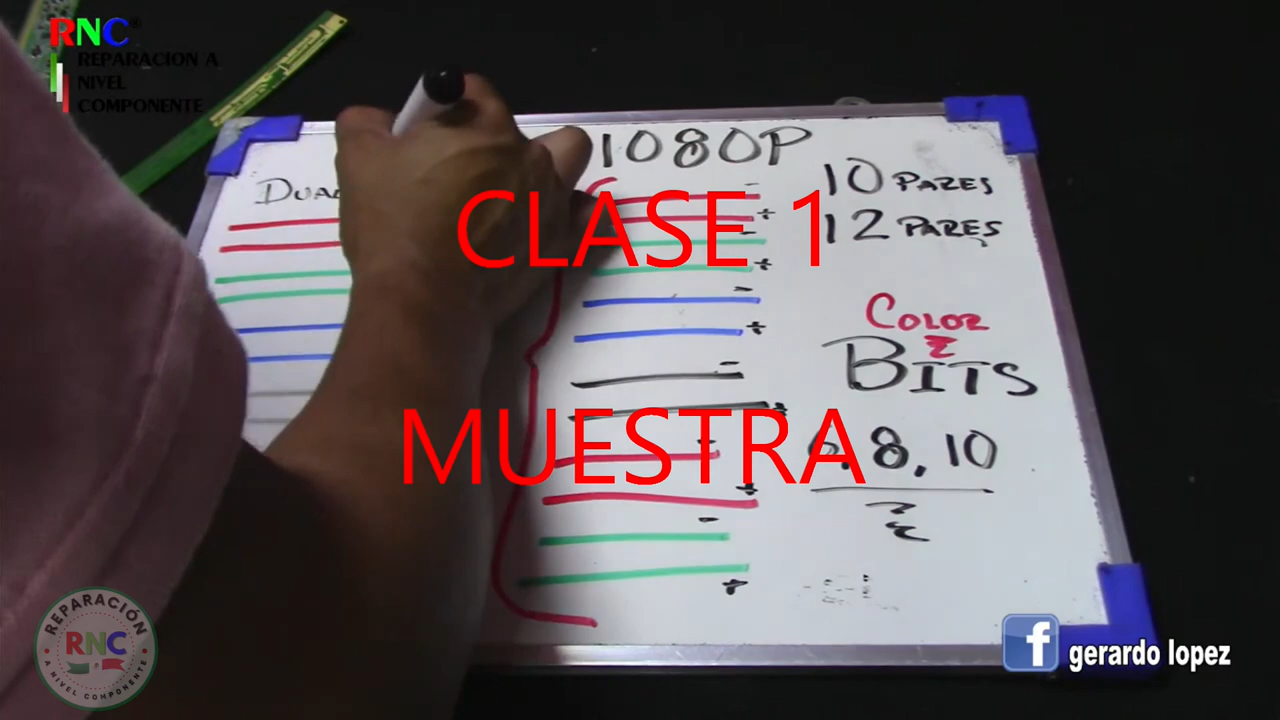 RNC®
REPARACION A
NIVEL
COMPONENTE
1080P
10 PARES
12 PARES
CLASE 1
COLOR
BITS
MUESTRA
8, 10
REPARACIÓN
RNC
A NIVEL COMPONENTE
f gerardo lopez